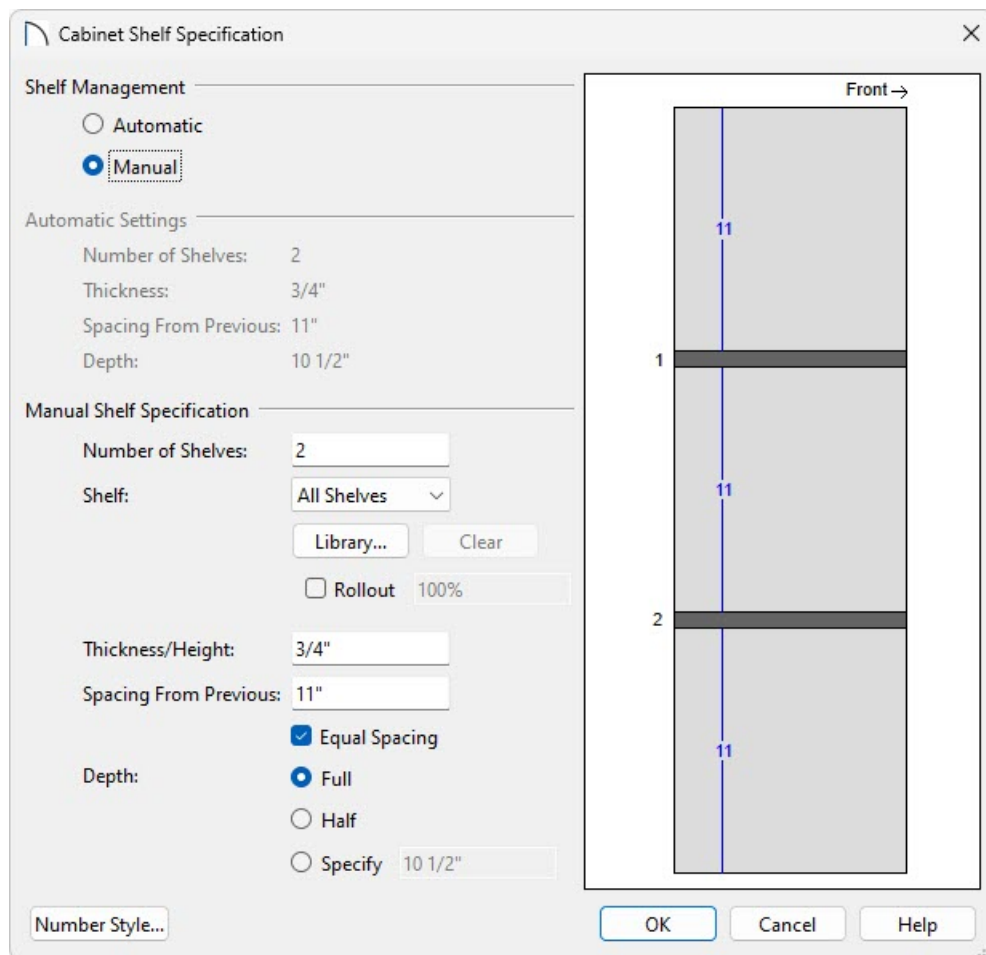 Cabinet Shelf Specification
Shelf Management
Automatic
Manual
Automatic Settings
Number of Shelves: 2
Thickness: 3/4"
Spacing From Previous: 11"
Depth: 10 1/2"
Manual Shelf Specification
Number of Shelves: 2
Shelf: All Shelves
Library... Clear
Rollout 100%
Thickness/Height: 3/4"
Spacing From Previous: 11"
Equal Spacing
Depth: Full
Half
Specify 10 1/2"
Front
11
1
11
2
11
Number Style... OK Cancel Help